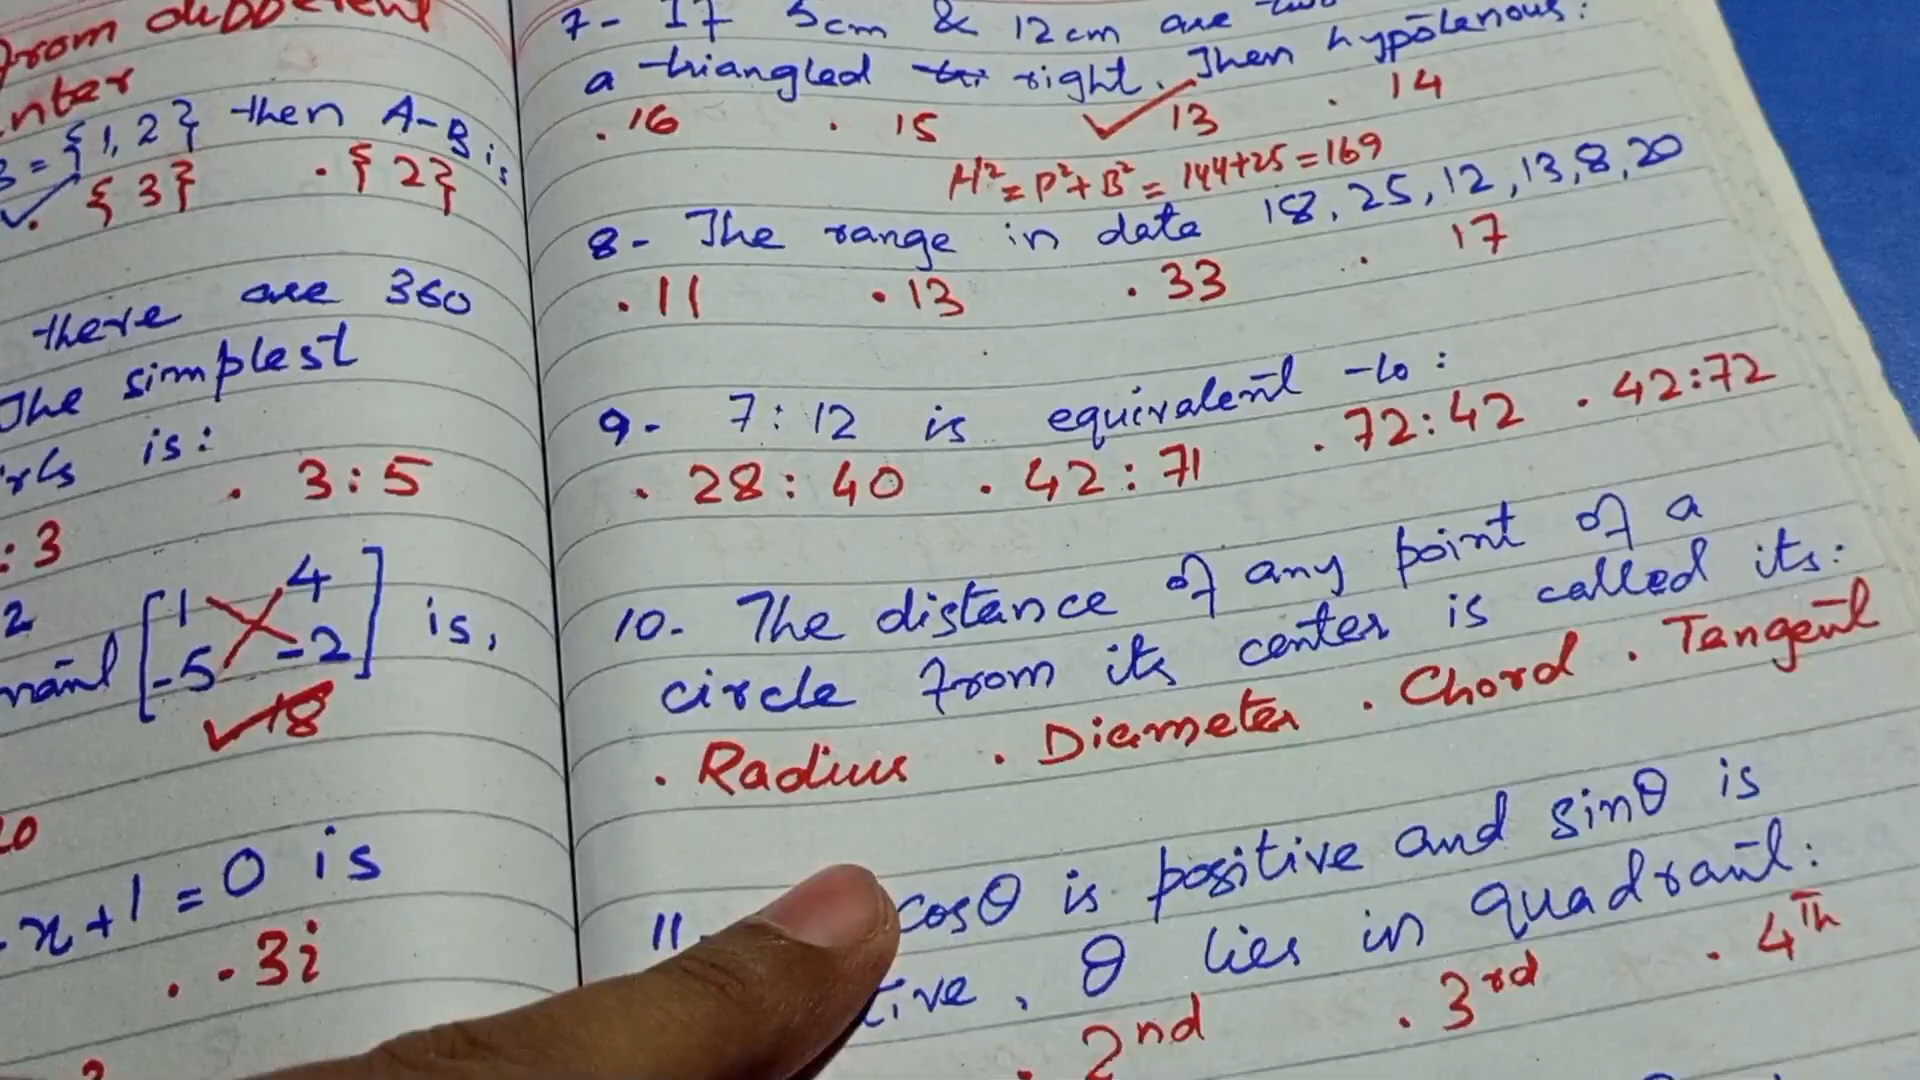 from different
nter
B = {1, 2} then A-B is
. {3} . {2}
there are 360
The simplest
is:
. 3:5
: 3
2
[1 4
-5 -2] is,
18
-x+1=0 is
. -3i
7- If 5cm & 12cm are two
a triangled right. Then hypotenous:
. 16 . 15 13 . 14
H² = P² + B² = 144+25 = 169
8- The range in data 18, 25, 12, 13, 8, 20
. 11 . 13 . 33 . 17
9- 7:12 is equivalent to:
. 28:40 . 42:71 . 72:42 . 42:72
10- The distance of any point of a
circle from its center is called its:
. Radius . Diameter . Chord . Tangent
11- cosθ is positive and sinθ is
tive, θ lies in quadrant:
. 2nd . 3rd . 4th